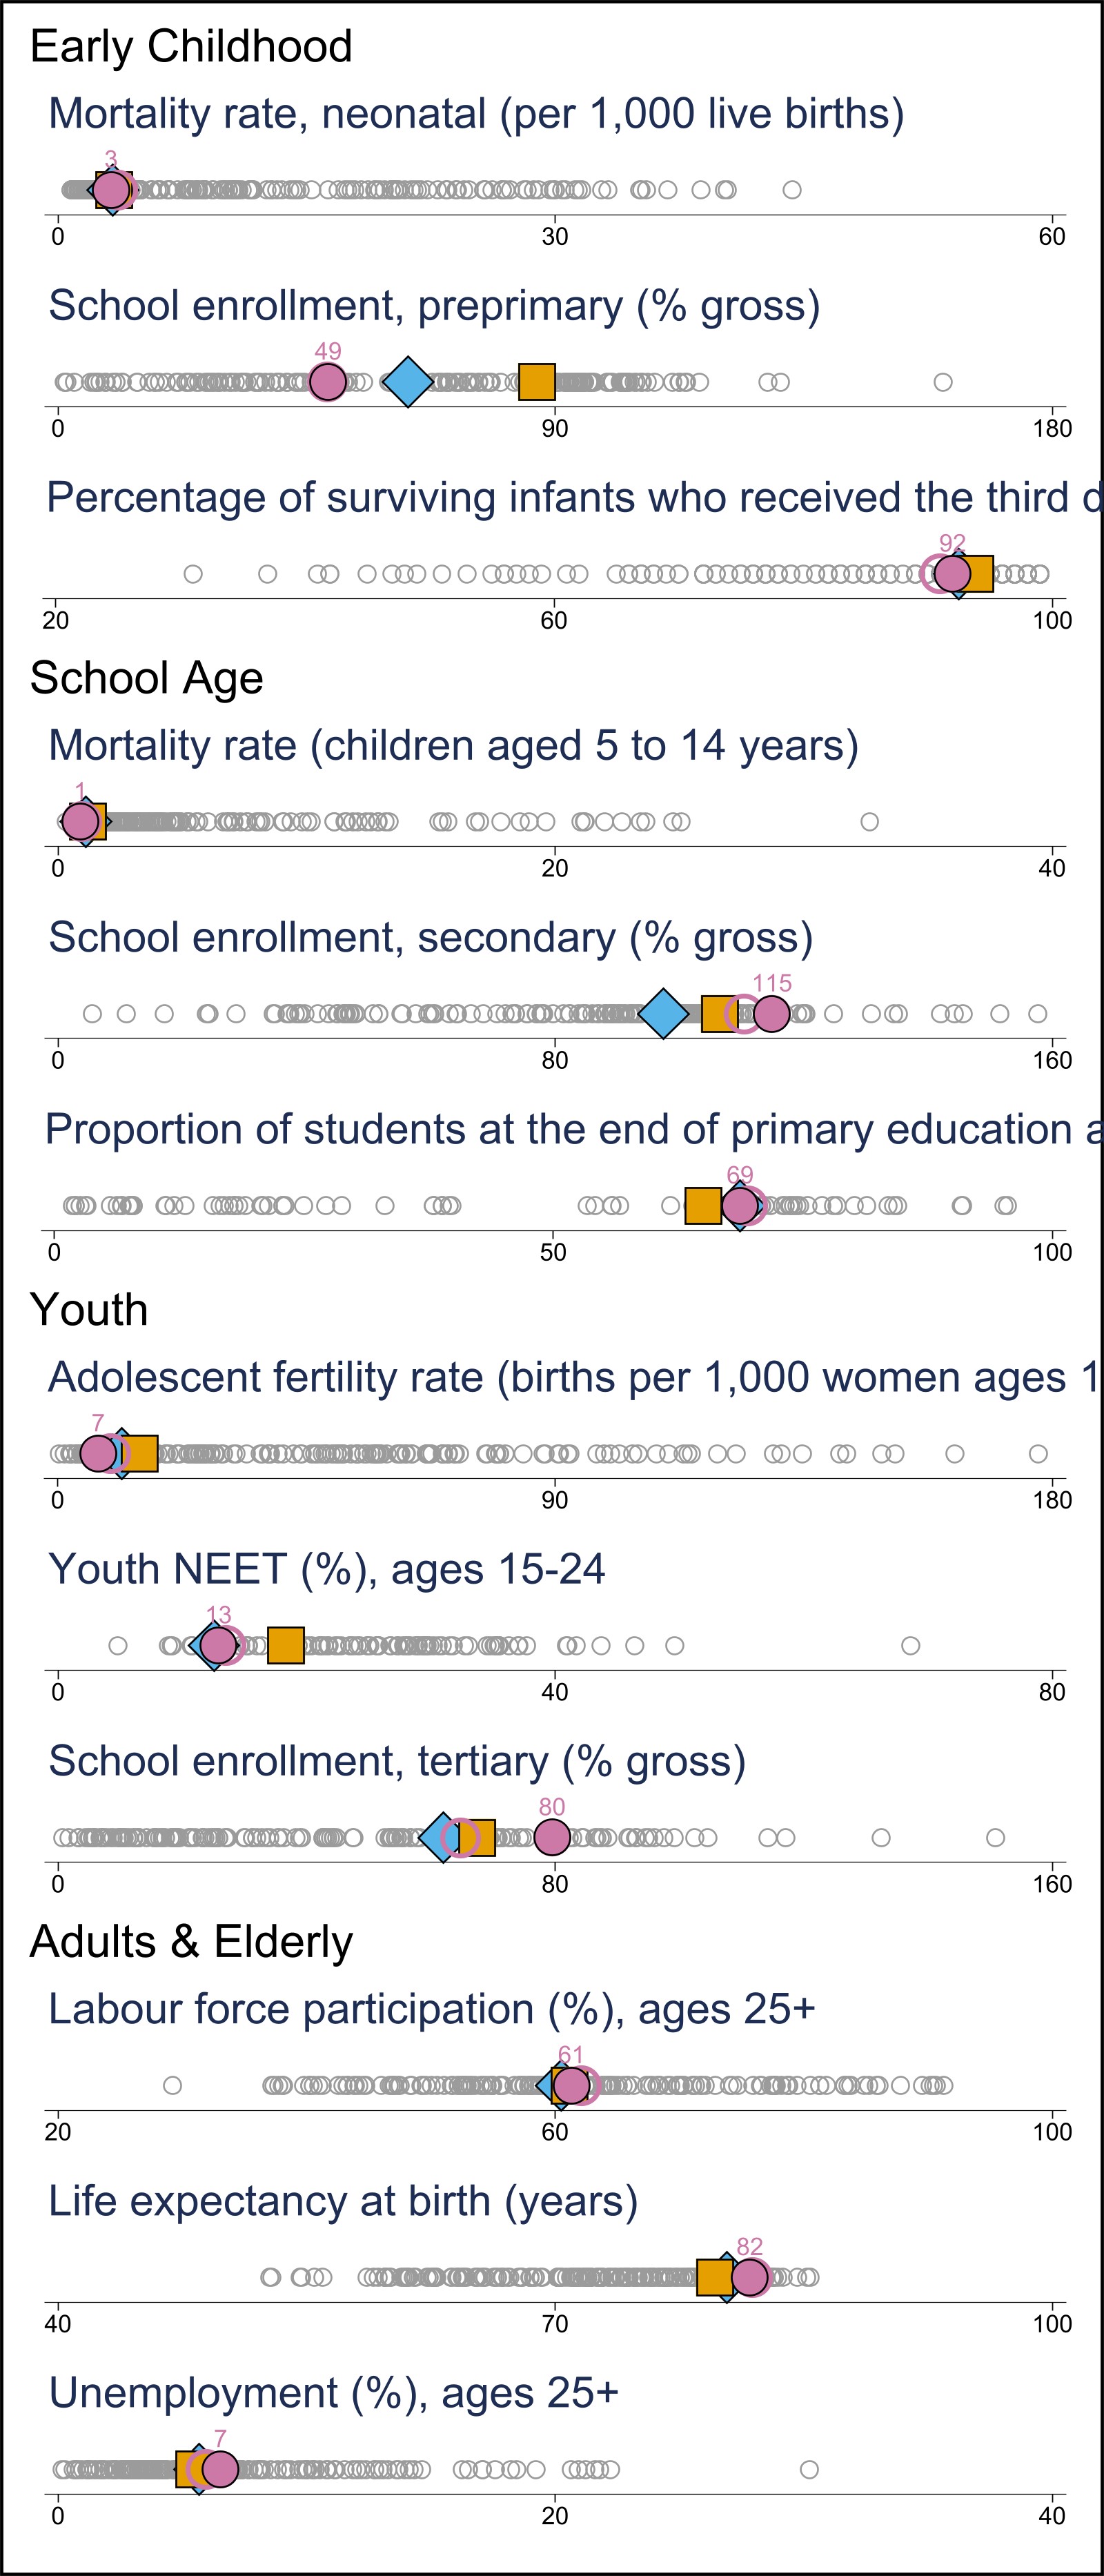 Early Childhood
Mortality rate, neonatal (per 1,000 live births)
3
0 30 60
School enrollment, preprimary (% gross)
49
0 90 180
Percentage of surviving infants who received the third d
92
20 60 100
School Age
Mortality rate (children aged 5 to 14 years)
1
0 20 40
School enrollment, secondary (% gross)
115
0 80 160
Proportion of students at the end of primary education a
69
0 50 100
Youth
Adolescent fertility rate (births per 1,000 women ages 1
7
0 90 180
Youth NEET (%), ages 15-24
13
0 40 80
School enrollment, tertiary (% gross)
80
0 80 160
Adults & Elderly
Labour force participation (%), ages 25+
61
20 60 100
Life expectancy at birth (years)
82
40 70 100
Unemployment (%), ages 25+
7
0 20 40